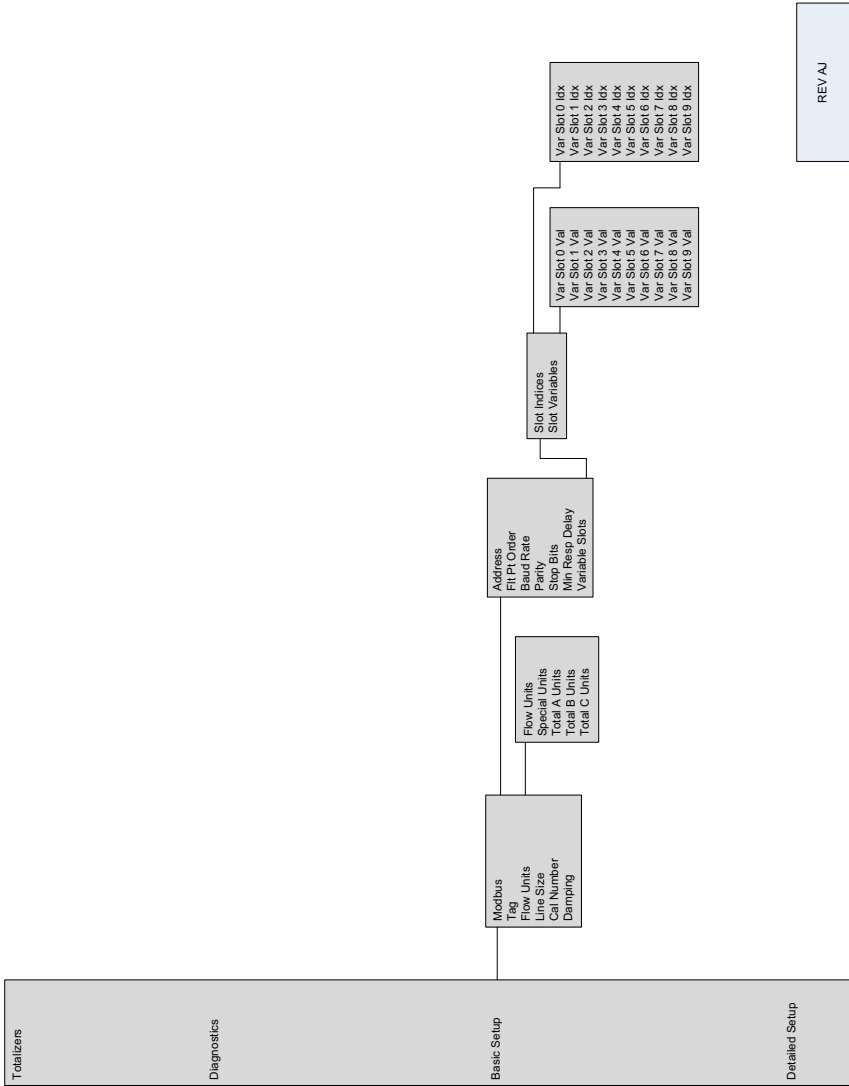 Totalizers
Diagnostics
Basic Setup
Detailed Setup
Modbus
Tag
Flow Units
Line Size
Cal Number
Damping
Flow Units
Special Units
Total A Units
Total B Units
Total C Units
Address
Flt Pt Order
Baud Rate
Parity
Stop Bits
Min Resp Delay
Variable Slots
Slot Indices
Slot Variables
Var Slot 0 Val
Var Slot 1 Val
Var Slot 2 Val
Var Slot 3 Val
Var Slot 4 Val
Var Slot 5 Val
Var Slot 6 Val
Var Slot 7 Val
Var Slot 8 Val
Var Slot 9 Val
Var Slot 0 Idx
Var Slot 1 Idx
Var Slot 2 Idx
Var Slot 3 Idx
Var Slot 4 Idx
Var Slot 5 Idx
Var Slot 6 Idx
Var Slot 7 Idx
Var Slot 8 Idx
Var Slot 9 Idx
REV AJ